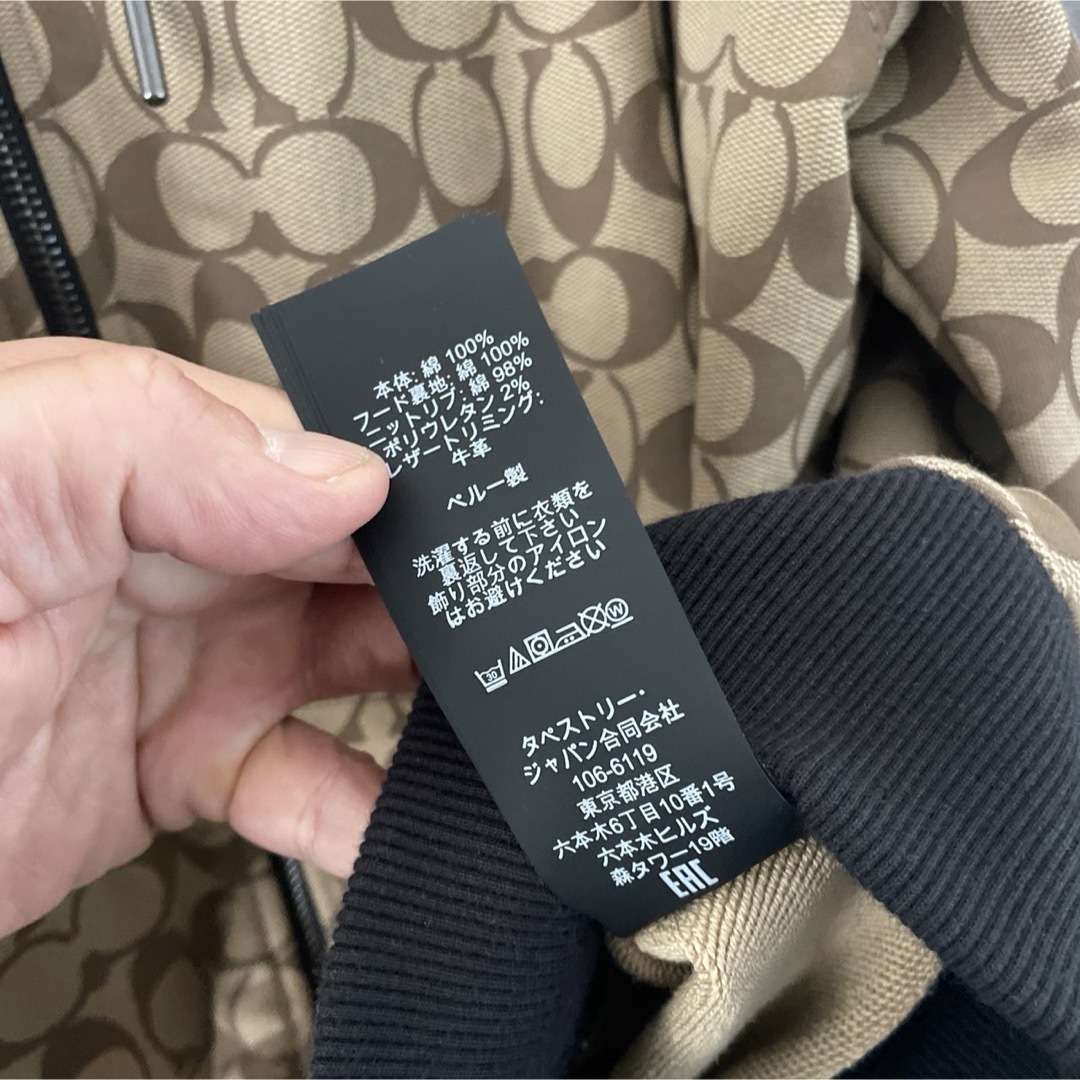 本体: 綿 100%
フード裏地: 綿 100%
ニットリブ: 綿 98%
ポリウレタン 2%
レザートリミング:
牛革
ペルー製
洗濯する前に衣類を
裏返して下さい
飾り部分のアイロン
はお避けください
30 W
タペストリー・
ジャパン合同会社
106-6119
東京都港区
六本木6丁目10番1号
六本木ヒルズ
森タワー19階
EAC